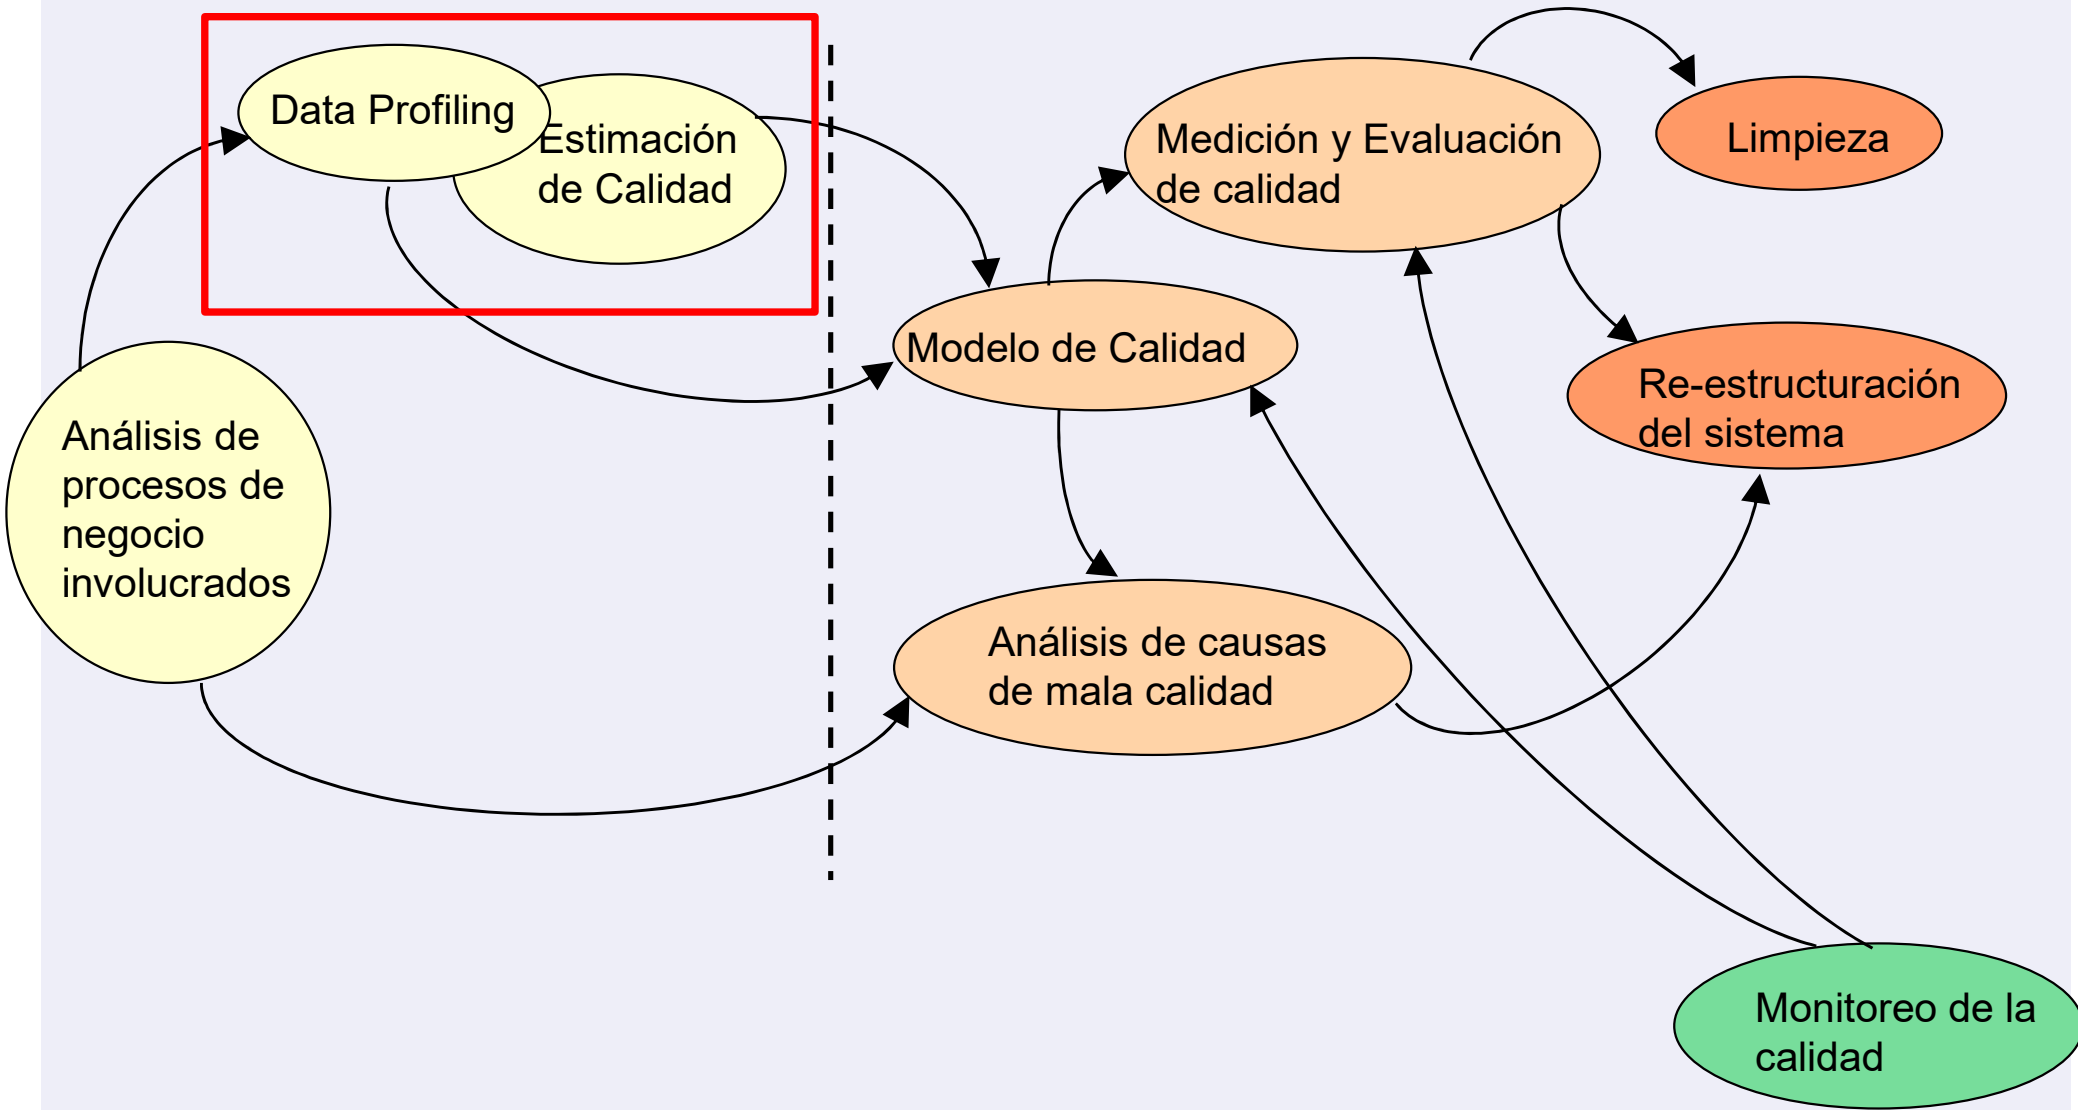 Data Profiling
Estimación
de Calidad
Medición y Evaluación
de calidad
Limpieza
Modelo de Calidad
Re-estructuración
del sistema
Análisis de
procesos de
negocio
involucrados
Análisis de causas
de mala calidad
Monitoreo de la
calidad